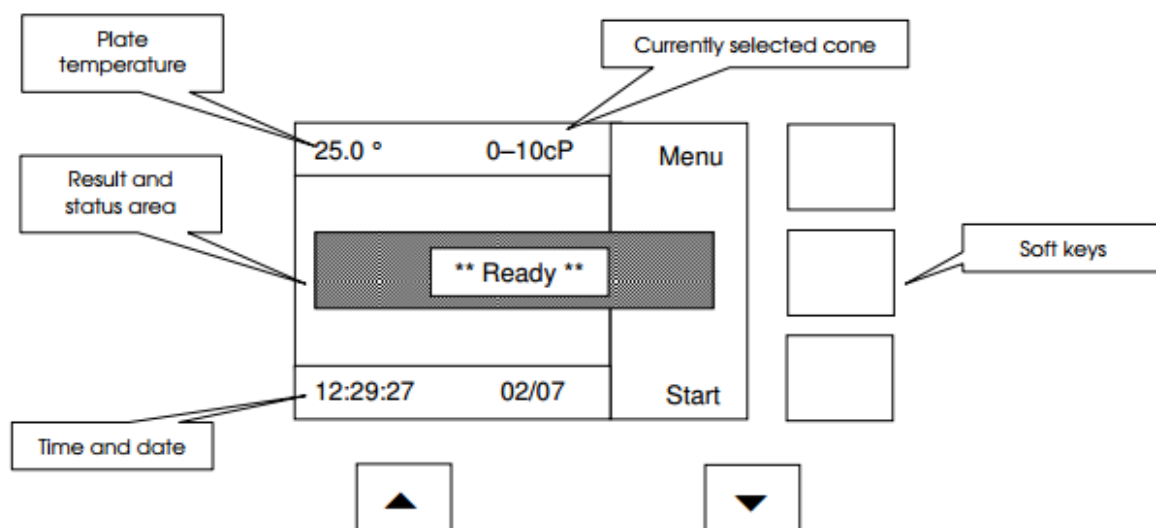 Plate
temperature
Currently selected cone
25.0 °
0–10cP
Menu
Result and
status area
** Ready **
Soft keys
12:29:27
02/07
Start
Time and date